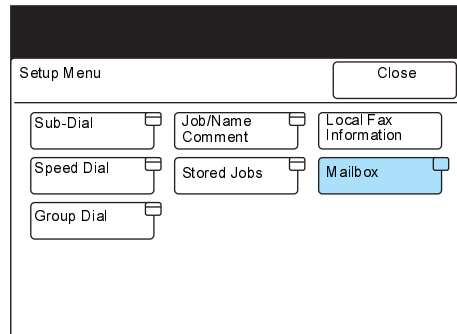 Setup Menu
Close
Sub-Dial
Job/Name
Comment
Local Fax
Information
Speed Dial
Stored Jobs
Mailbox
Group Dial